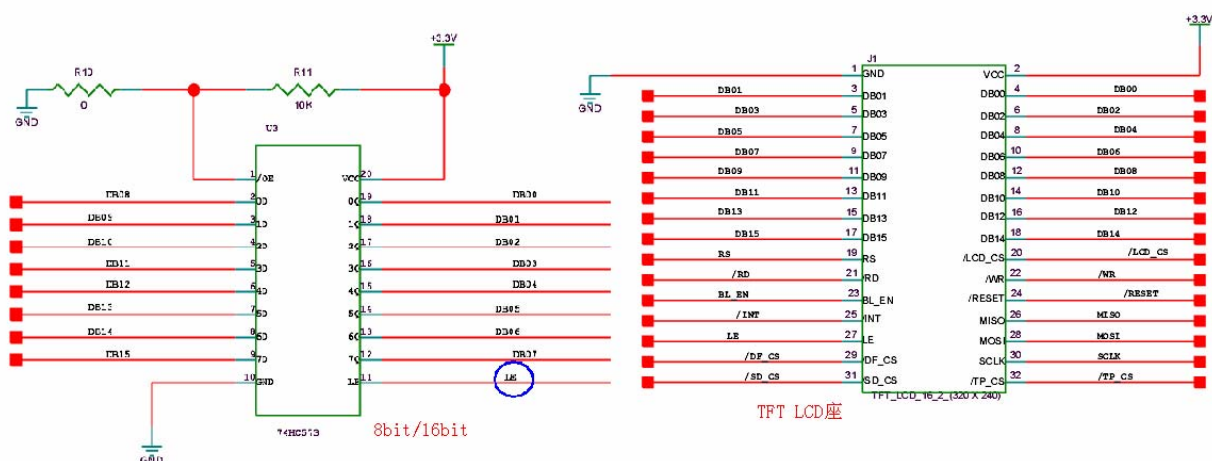 +3.3V
R10
R11
0
10K
GND
U3
1 /OE VCC 20
DB08 2 0D 0Q 19 DB00
DB09 3 1D 1Q 18 DB01
DB10 4 2D 2Q 17 DB02
DB11 5 3D 3Q 16 DB03
DB12 6 4D 4Q 15 DB04
DB13 7 5D 5Q 14 DB05
DB14 8 6D 6Q 13 DB06
DB15 9 7D 7Q 12 DB07
10 GND LE 11 LE
74HC573
8bit/16bit
GND
+3.3V
J1
GND
1 GND VCC 2
DB01 3 DB01 DB00 4 DB00
DB03 5 DB03 DB02 6 DB02
DB05 7 DB05 DB04 8 DB04
DB07 9 DB07 DB06 10 DB06
DB09 11 DB09 DB08 12 DB08
DB11 13 DB11 DB10 14 DB10
DB13 15 DB13 DB12 16 DB12
DB15 17 DB15 DB14 18 DB14
RS 19 RS /LCD_CS 20 /LCD_CS
/RD 21 /RD /WR 22 /WR
BL_EN 23 BL_EN /RESET 24 /RESET
/INT 25 /INT MISO 26 MISO
LE 27 LE MOSI 28 MOSI
/DF_CS 29 /DF_CS SCLK 30 SCLK
/SD_CS 31 /SD_CS /TP_CS 32 /TP_CS
TFT_LCD_16_2_(320 X 240)
TFT LCD座